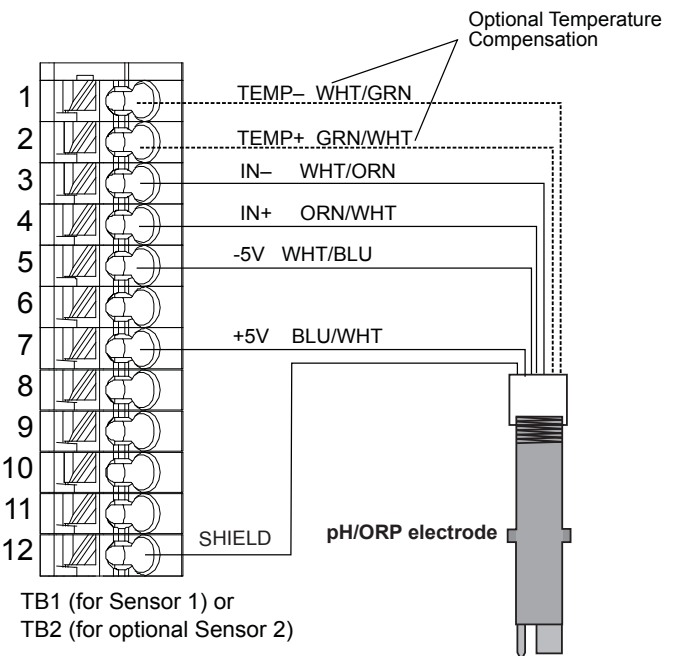 Optional Temperature
Compensation
1 TEMP– WHT/GRN
2 TEMP+ GRN/WHT
3 IN– WHT/ORN
4 IN+ ORN/WHT
5 -5V WHT/BLU
6
7 +5V BLU/WHT
8
9
10
11
12 SHIELD
pH/ORP electrode
TB1 (for Sensor 1) or
TB2 (for optional Sensor 2)